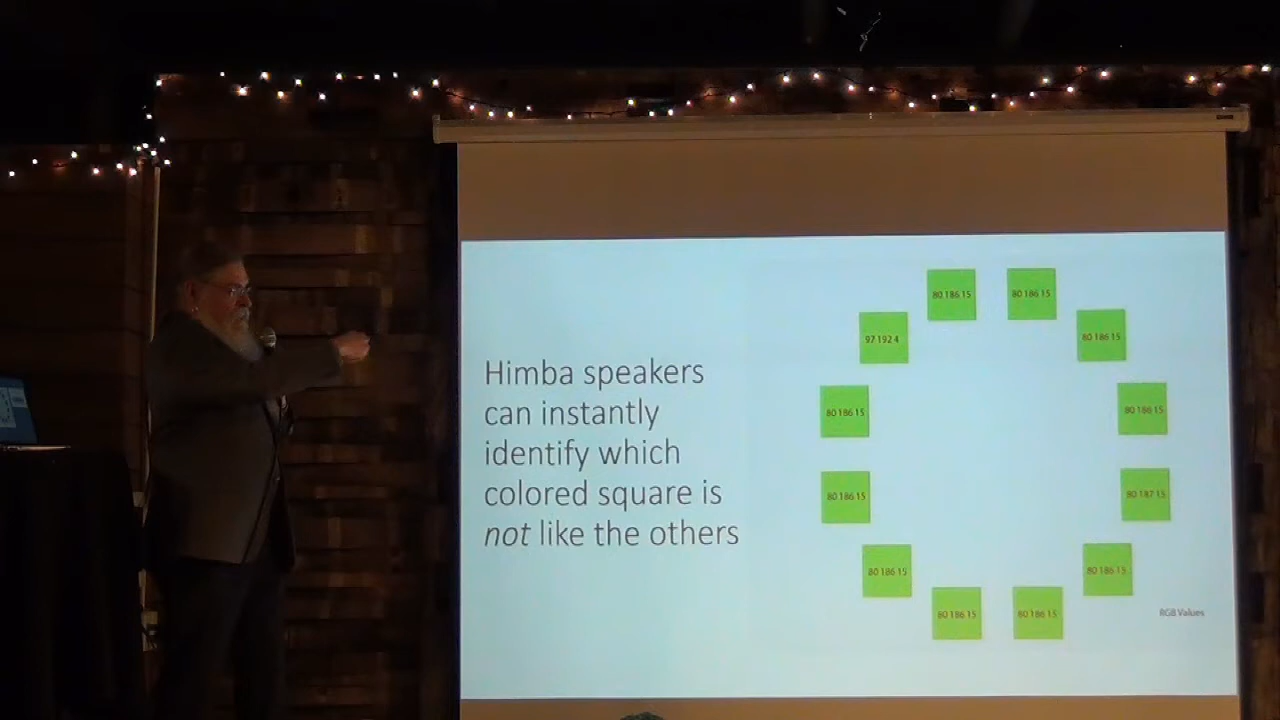 Himba speakers
can instantly
identify which
colored square is
not like the others
80 186 15
80 186 15
97 192 4
80 186 15
80 186 15
80 186 15
80 186 15
80 187 15
80 186 15
80 186 15
80 186 15
80 186 15
RGB Values